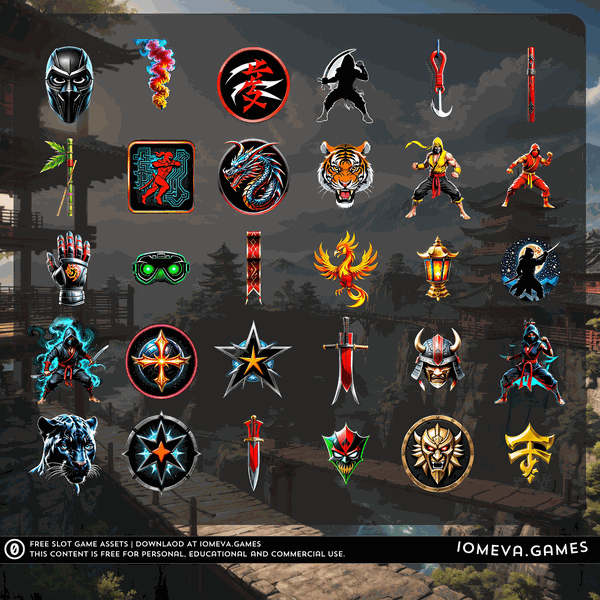 FREE SLOT GAME ASSETS | DOWNLAOD AT IOMEVA.GAMES
THIS CONTENT IS FREE FOR PERSONAL, EDUCATIONAL AND COMMERCIAL USE.
IOMEVA.GAMES